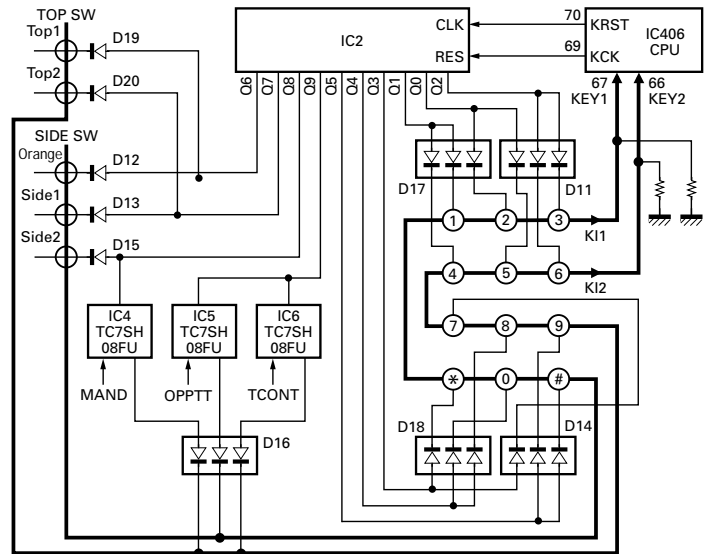 TOP SW
Top1
D19
Top2
D20
SIDE SW
Orange
D12
Side1
D13
Side2
D15
IC2
CLK
RES
70
69
KRST
KCK
IC406
CPU
67
66
KEY1
KEY2
Q6
Q7
Q8
Q9
Q5
Q4
Q3
Q1
Q0
Q2
D17
D11
1
2
3
KI1
4
5
6
KI2
7
8
9
*
0
#
IC4
TC7SH
08FU
IC5
TC7SH
08FU
IC6
TC7SH
08FU
MAND
OPPTT
TCONT
D16
D18
D14